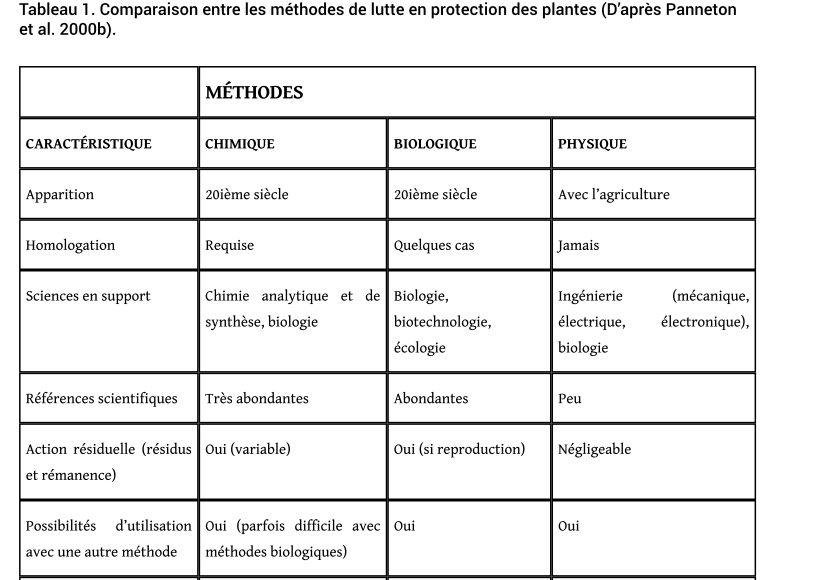 Tableau 1. Comparaison entre les méthodes de lutte en protection des plantes (D'après Panneton
et al. 2000b).
MÉTHODES
CARACTÉRISTIQUE CHIMIQUE BIOLOGIQUE PHYSIQUE
Apparition 20ième siècle 20ième siècle Avec l'agriculture
Homologation Requise Quelques cas Jamais
Sciences en support Chimie analytique et de Biologie, Ingénierie (mécanique,
synthèse, biologie biotechnologie, électrique, électronique),
écologie biologie
Références scientifiques Très abondantes Abondantes Peu
Action résiduelle (résidus Oui (variable) Oui (si reproduction) Négligeable
et rémanence)
Possibilités d'utilisation Oui (parfois difficile avec Oui Oui
avec une autre méthode méthodes biologiques)